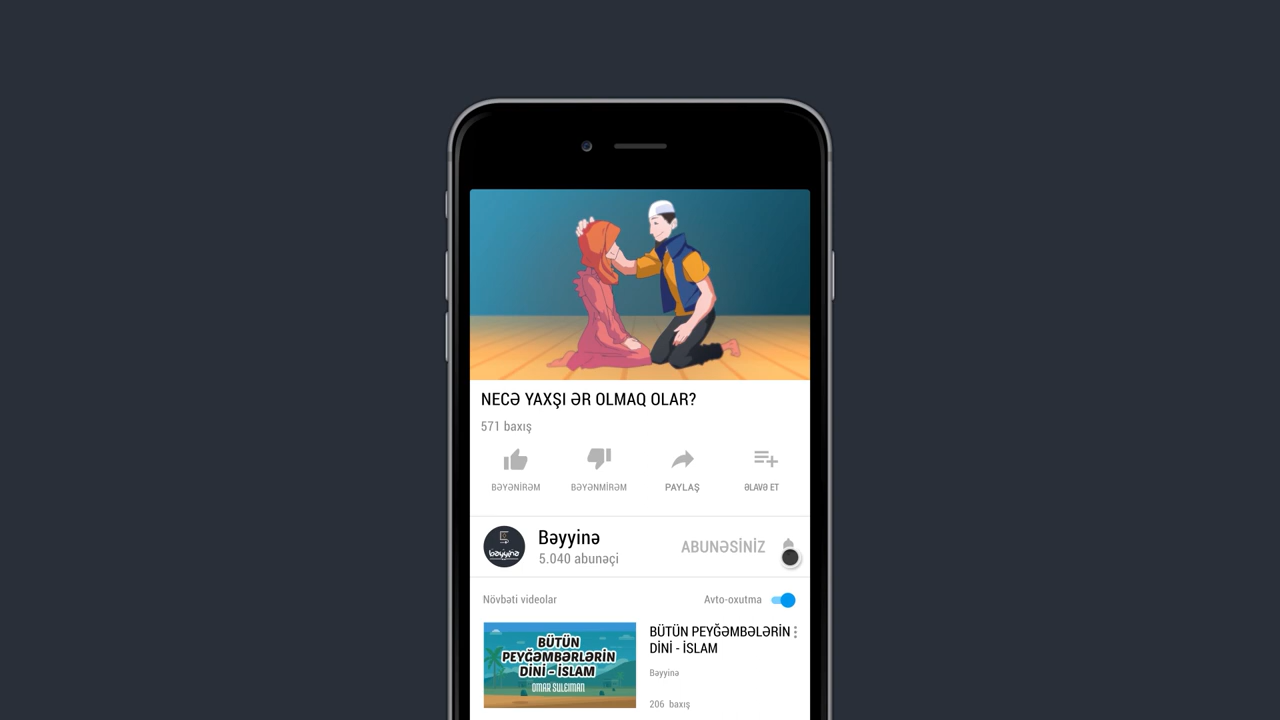 NECƏ YAXŞI ƏR OLMAQ OLAR?
571 baxış
BƏYƏNİRƏM
BƏYƏNMİRƏM
PAYLAŞ
ƏLAVƏ ET
bəyyinə
Bəyyinə
5.040 abunəçi
ABUNƏSİNİZ
Növbəti videolar
Avto-oxutma
BÜTÜN
PEYĞƏMBƏRLƏRİN
DİNİ - İSLAM
OMAR SULEIMAN
BÜTÜN PEYĞƏMBƏLƏRİN
DİNİ - İSLAM
Bəyyinə
206 baxış